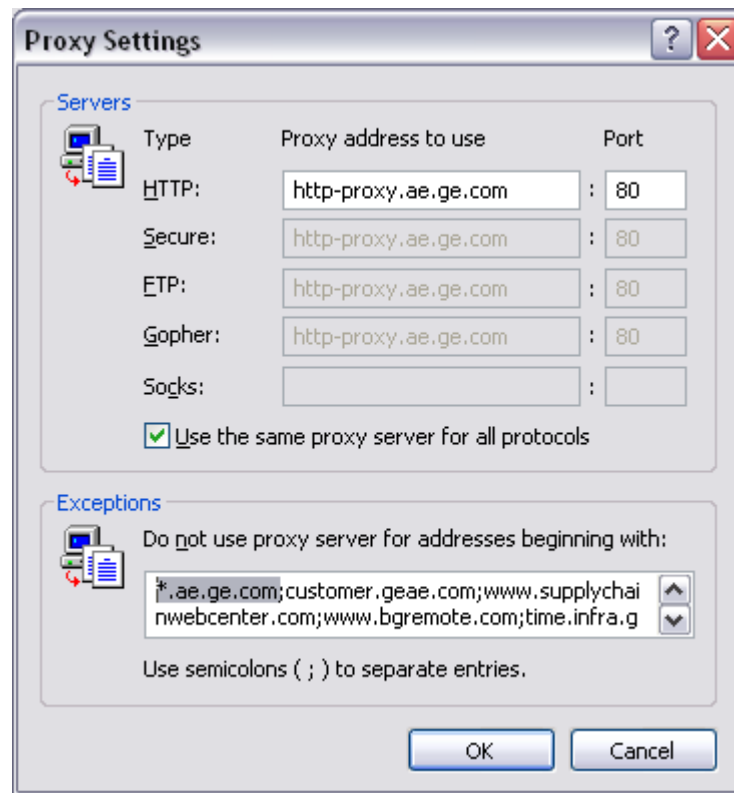 Proxy Settings
Servers
Type Proxy address to use Port
HTTP: http-proxy.ae.ge.com : 80
Secure: http-proxy.ae.ge.com : 80
FTP: http-proxy.ae.ge.com : 80
Gopher: http-proxy.ae.ge.com : 80
Socks: :
Use the same proxy server for all protocols
Exceptions
Do not use proxy server for addresses beginning with:
*.ae.ge.com;customer.geae.com;www.supplychai
nwebcenter.com;www.bgremote.com;time.infra.g
Use semicolons ( ; ) to separate entries.
OK Cancel